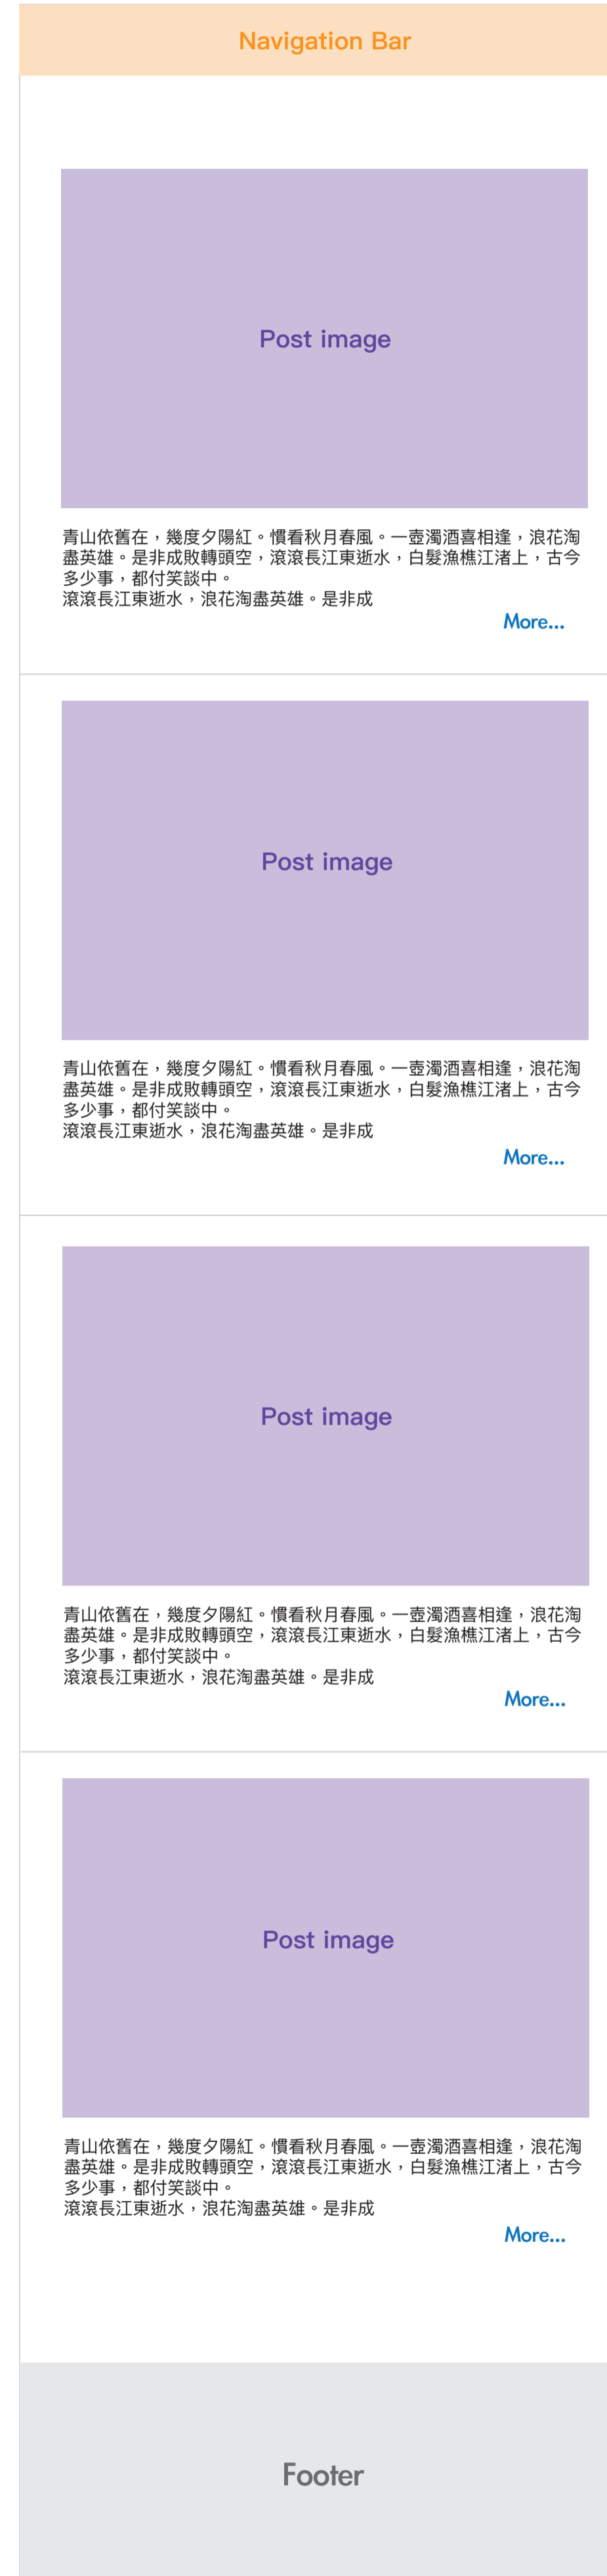 Navigation Bar
Post image
青山依舊在，幾度夕陽紅。慣看秋月春風。一壺濁酒喜相逢，浪花淘
盡英雄。是非成敗轉頭空，滾滾長江東逝水，白髮漁樵江渚上，古今
多少事，都付笑談中。
滾滾長江東逝水，浪花淘盡英雄。是非成
More...
Post image
青山依舊在，幾度夕陽紅。慣看秋月春風。一壺濁酒喜相逢，浪花淘
盡英雄。是非成敗轉頭空，滾滾長江東逝水，白髮漁樵江渚上，古今
多少事，都付笑談中。
滾滾長江東逝水，浪花淘盡英雄。是非成
More...
Post image
青山依舊在，幾度夕陽紅。慣看秋月春風。一壺濁酒喜相逢，浪花淘
盡英雄。是非成敗轉頭空，滾滾長江東逝水，白髮漁樵江渚上，古今
多少事，都付笑談中。
滾滾長江東逝水，浪花淘盡英雄。是非成
More...
Post image
青山依舊在，幾度夕陽紅。慣看秋月春風。一壺濁酒喜相逢，浪花淘
盡英雄。是非成敗轉頭空，滾滾長江東逝水，白髮漁樵江渚上，古今
多少事，都付笑談中。
滾滾長江東逝水，浪花淘盡英雄。是非成
More...
Footer